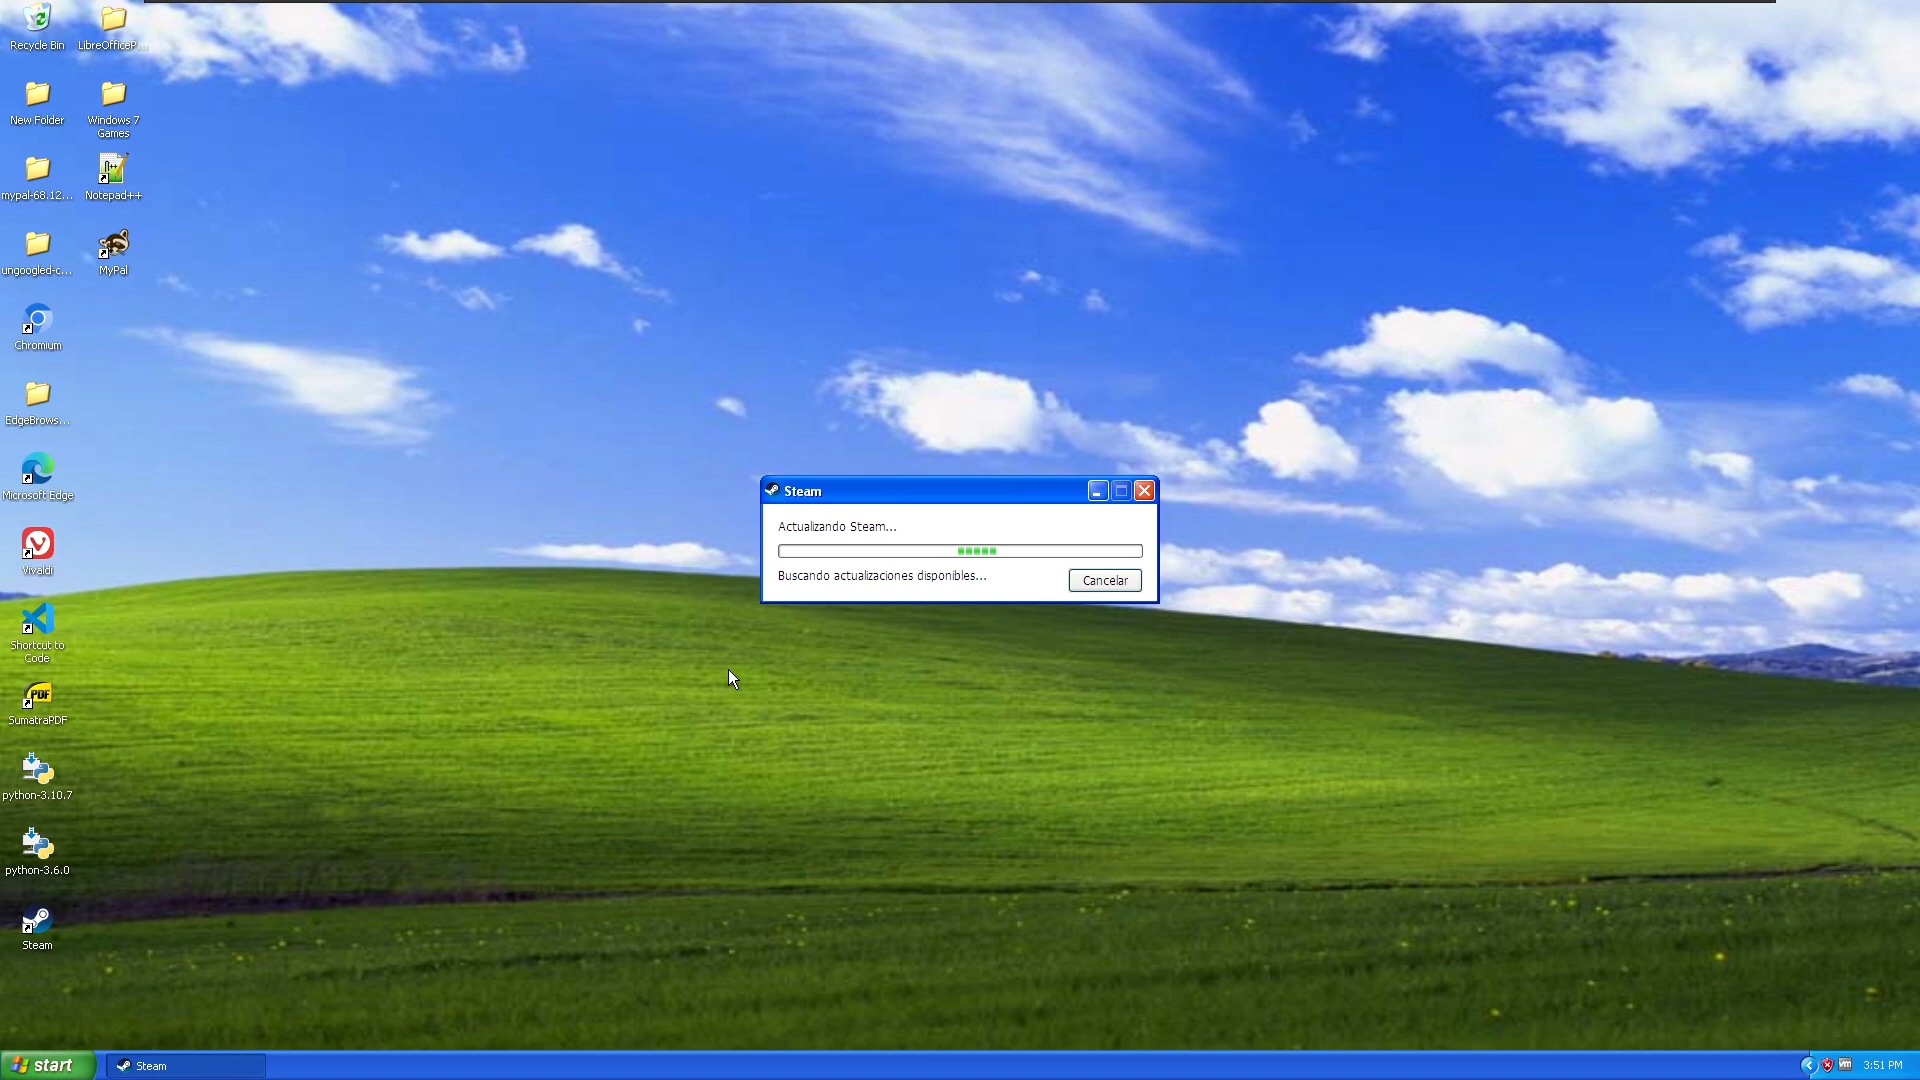 Recycle Bin
LibreOfficeP...
New Folder
Windows 7
Games
mypal-68.12...
Notepad++
ungoogled-c...
MyPal
Chromium
EdgeBrows...
Microsoft Edge
Vivaldi
Shortcut to
Code
PDF
SumatraPDF
python-3.10.7
python-3.6.0
Steam
Steam
Actualizando Steam...
Buscando actualizaciones disponibles...
Cancelar
start
Steam
vm
3:51 PM